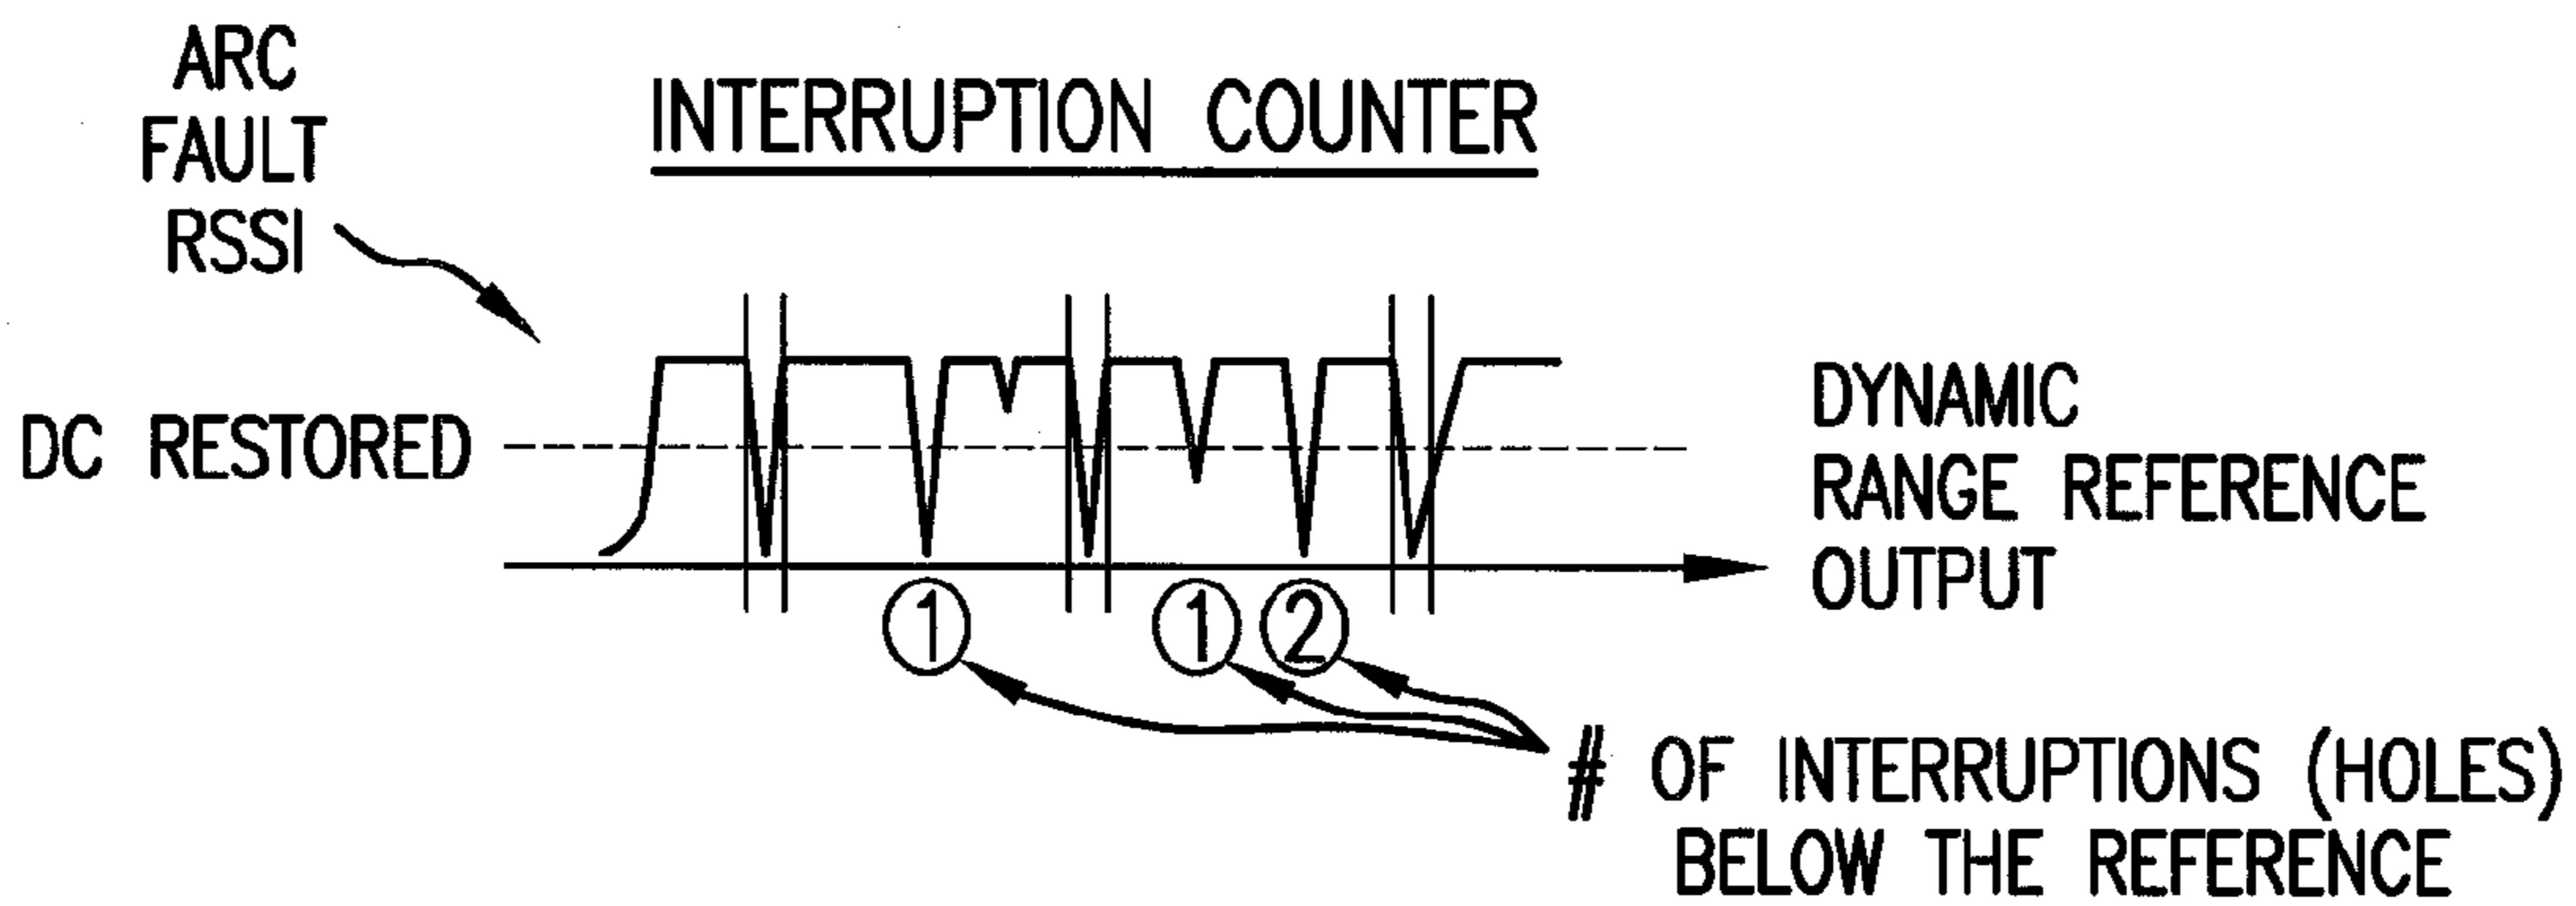 ARC
FAULT
RSSI
INTERRUPTION COUNTER
DC RESTORED
DYNAMIC
RANGE REFERENCE
OUTPUT
1
1
2
# OF INTERRUPTIONS (HOLES)
BELOW THE REFERENCE